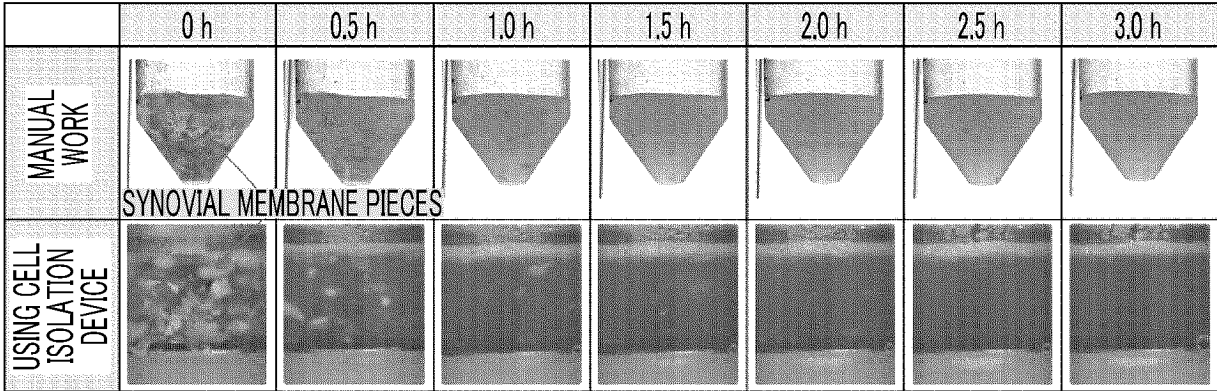 0 h 0.5 h 1.0 h 1.5 h 2.0 h 2.5 h 3.0 h
MANUAL
WORK
SYNOVIAL MEMBRANE PIECES
USING CELL
ISOLATION
DEVICE